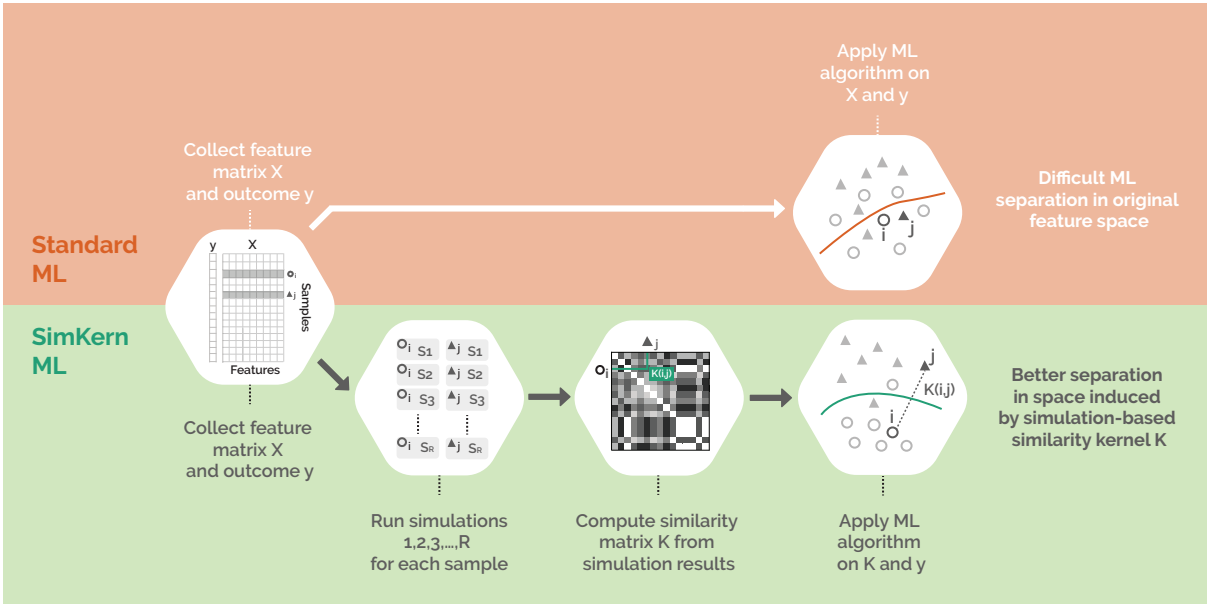 Apply ML
algorithm on
X and y
Collect feature
matrix X
and outcome y
Difficult ML
separation in original
feature space
i
j
Standard
ML
y
X
i
j
Samples
Features
SimKern
ML
i S1
j S1
i S2
j S2
i S3
j S3
i SR
j SR
j
i
K(i,j)
j
K(i,j)
i
Better separation
in space induced
by simulation-based
similarity kernel K
Collect feature
matrix X
and outcome y
Run simulations
1,2,3,...,R
for each sample
Compute similarity
matrix K from
simulation results
Apply ML
algorithm
on K and y